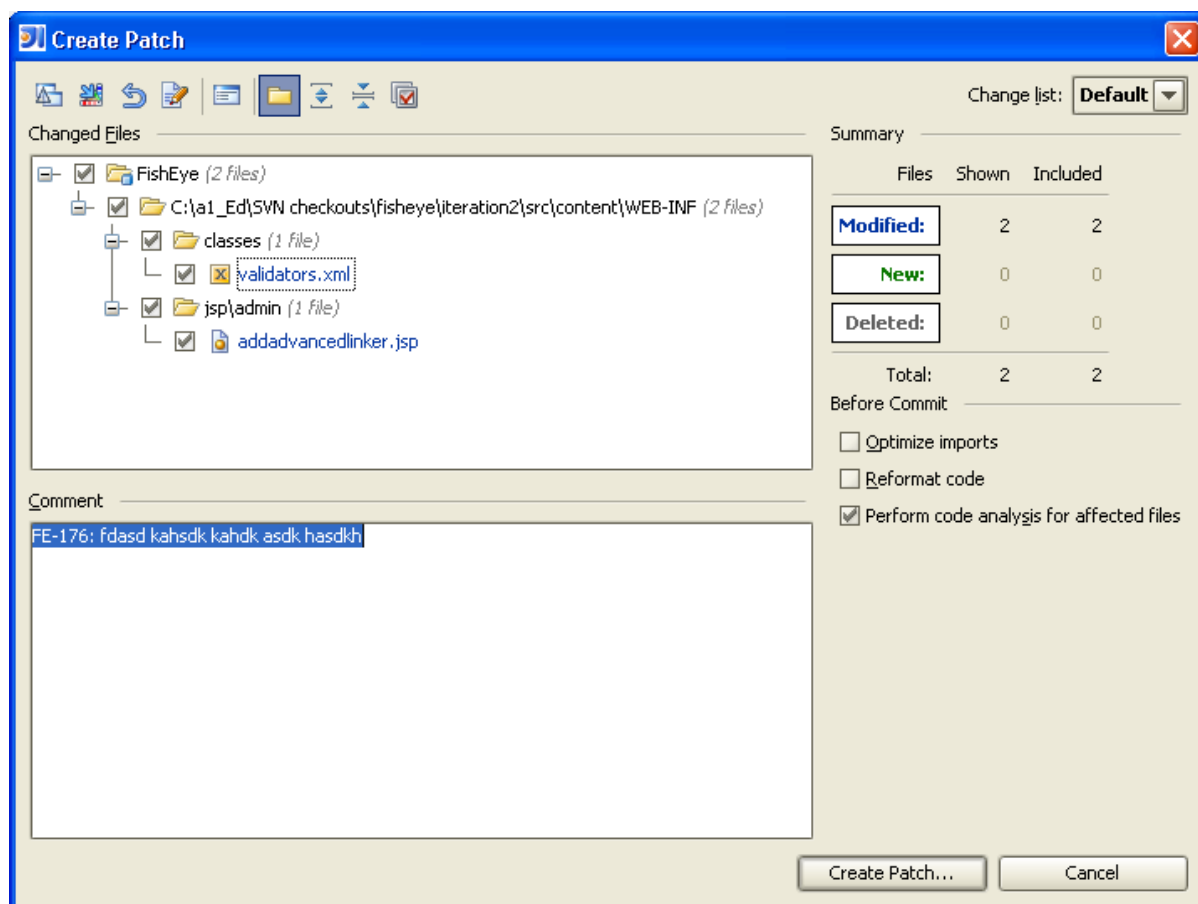 Create Patch
Change list: Default
Changed Files
FishEye (2 files)
C:\a1_Ed\SVN checkouts\fisheye\iteration2\src\content\WEB-INF (2 files)
classes (1 file)
validators.xml
jsp\admin (1 file)
addadvancedlinker.jsp
Summary
Files Shown Included
Modified: 2 2
New: 0 0
Deleted: 0 0
Total: 2 2
Before Commit
Optimize imports
Reformat code
Perform code analysis for affected files
Comment
FE-176: fdasd kahsdk kahdk asdk hasdkh
Create Patch...
Cancel